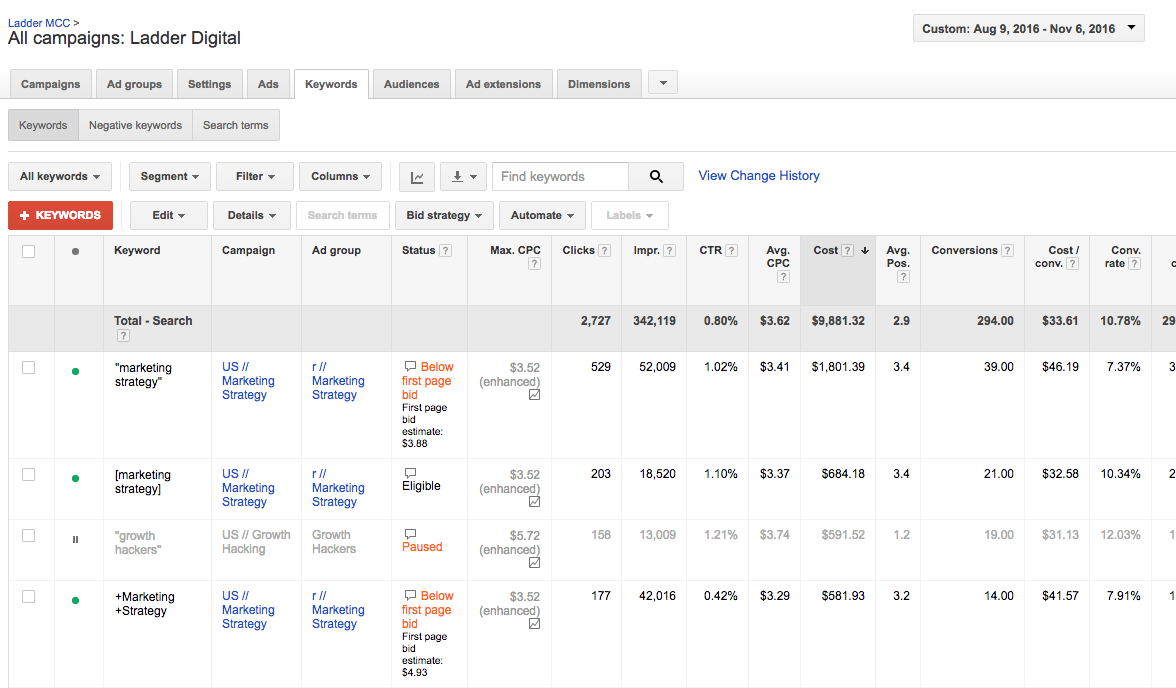 Ladder MCC >
All campaigns: Ladder Digital
Custom: Aug 9, 2016 - Nov 6, 2016
Campaigns Ad groups Settings Ads Keywords Audiences Ad extensions Dimensions
Keywords Negative keywords Search terms
All keywords Segment Filter Columns Find keywords View Change History
+ KEYWORDS Edit Details Search terms Bid strategy Automate Labels
Keyword Campaign Ad group Status ? Max. CPC ? Clicks ? Impr. ? CTR ? Avg. CPC ? Cost ? ↓ Avg. Pos. ? Conversions ? Cost / conv. ? Conv. rate ?
Total - Search ? 2,727 342,119 0.80% $3.62 $9,881.32 2.9 294.00 $33.61 10.78% 29
"marketing strategy" US // Marketing Strategy r // Marketing Strategy Below first page bid First page bid estimate: $3.88 $3.52 (enhanced) 529 52,009 1.02% $3.41 $1,801.39 3.4 39.00 $46.19 7.37% 3
[marketing strategy] US // Marketing Strategy r // Marketing Strategy Eligible $3.52 (enhanced) 203 18,520 1.10% $3.37 $684.18 3.4 21.00 $32.58 10.34% 2
"growth hackers" US // Growth Hacking Growth Hackers Paused $5.72 (enhanced) 158 13,009 1.21% $3.74 $591.52 1.2 19.00 $31.13 12.03% 1
+Marketing +Strategy US // Marketing Strategy r // Marketing Strategy Below first page bid First page bid estimate: $4.93 $3.52 (enhanced) 177 42,016 0.42% $3.29 $581.93 3.2 14.00 $41.57 7.91% 1